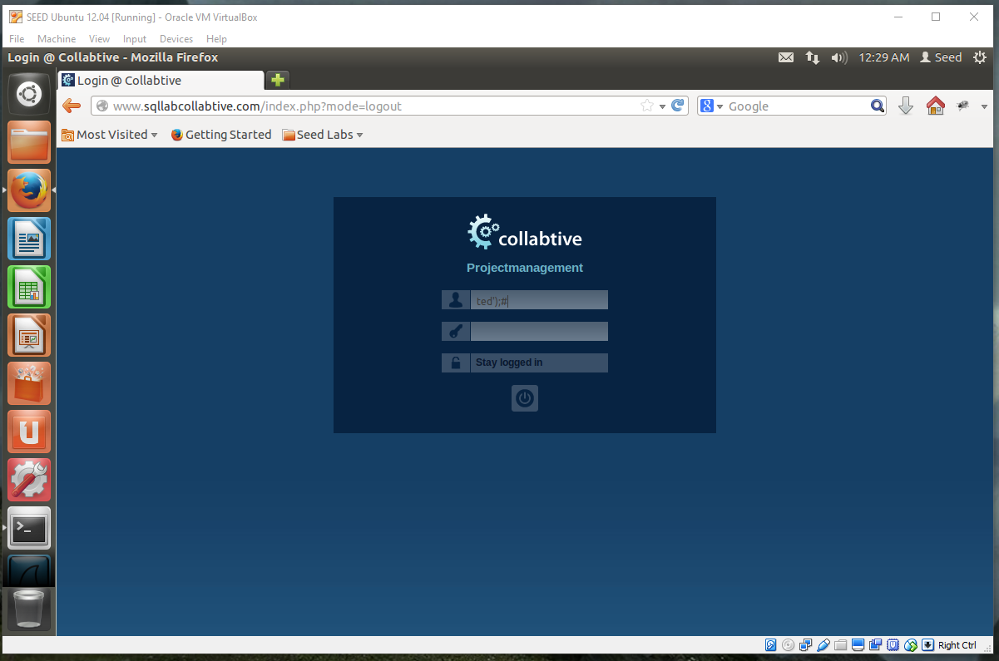 SEED Ubuntu 12.04 [Running] - Oracle VM VirtualBox
File Machine View Input Devices Help
Login @ Collabtive - Mozilla Firefox 12:29 AM Seed
Login @ Collabtive
www.sqllabcollabtive.com/index.php?mode=logout Google
Most Visited Getting Started Seed Labs
collabtive
Projectmanagement
ted');#
Stay logged in
Right Ctrl